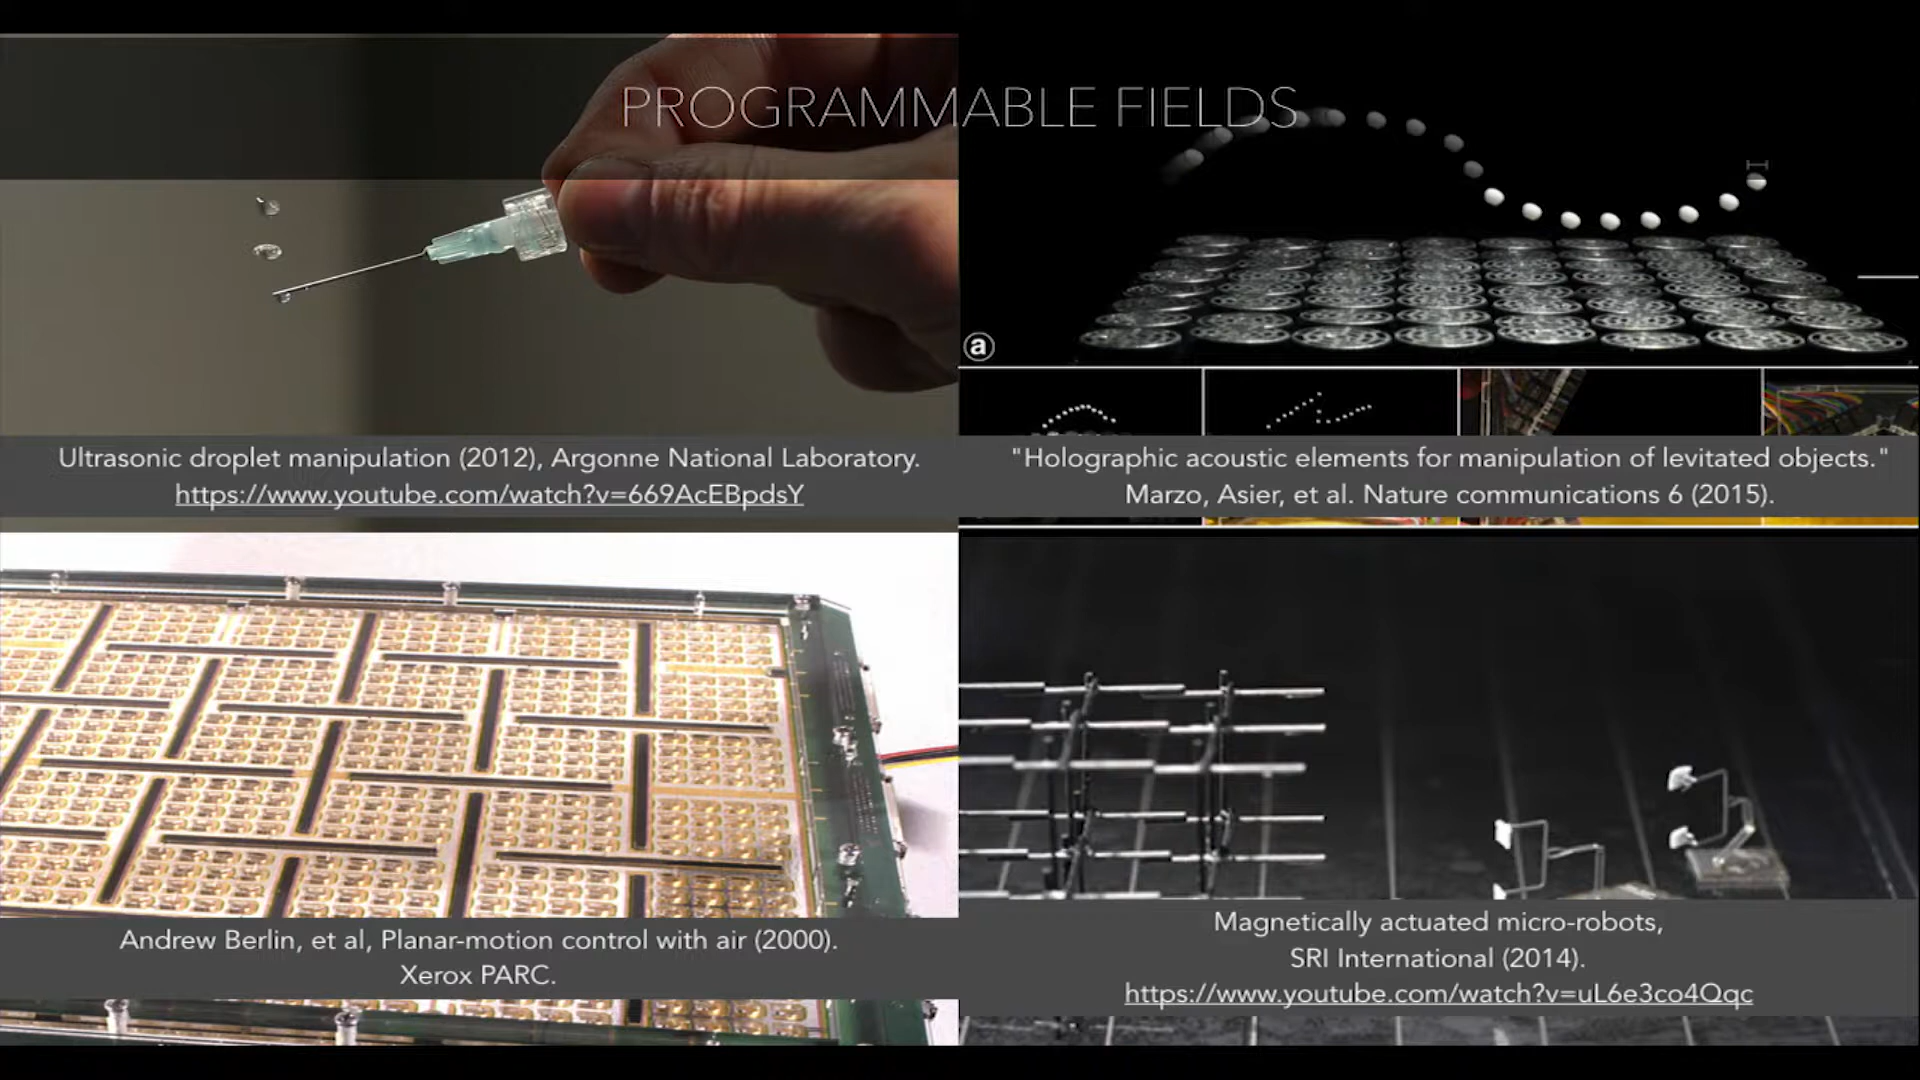 PROGRAMMABLE FIELDS
a
Ultrasonic droplet manipulation (2012), Argonne National Laboratory.
https://www.youtube.com/watch?v=669AcEBpdsY
"Holographic acoustic elements for manipulation of levitated objects."
Marzo, Asier, et al. Nature communications 6 (2015).
Andrew Berlin, et al, Planar-motion control with air (2000).
Xerox PARC.
Magnetically actuated micro-robots,
SRI International (2014).
https://www.youtube.com/watch?v=uL6e3co4Qqc